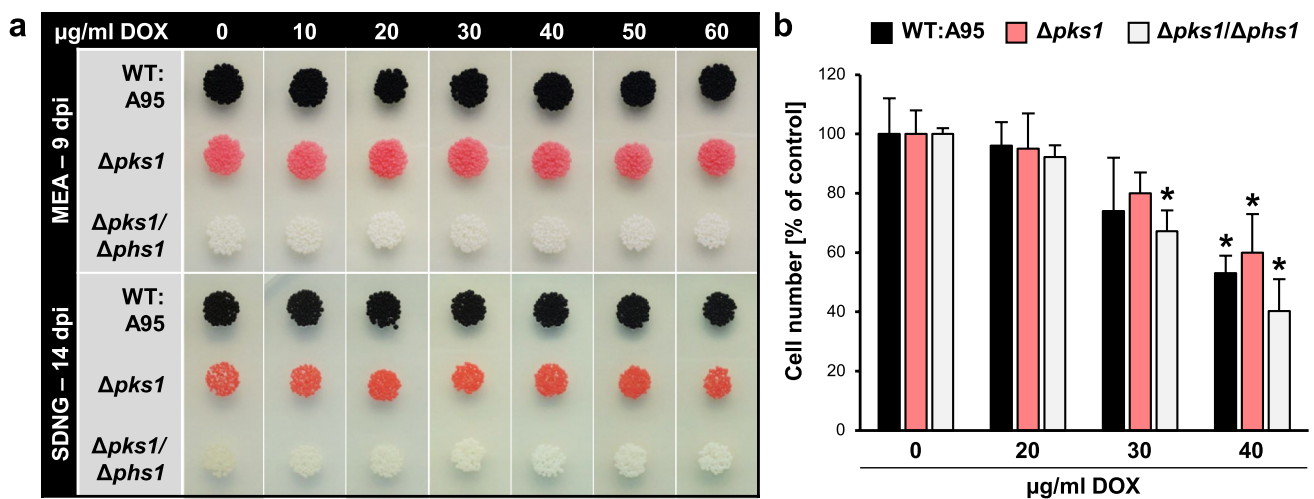 a
µg/ml DOX 0 10 20 30 40 50 60
MEA – 9 dpi
WT:
A95
Δpks1
Δpks1/
Δphs1
SDNG – 14 dpi
WT:
A95
Δpks1
Δpks1/
Δphs1
b
WT:A95 Δpks1 Δpks1/Δphs1
Cell number [% of control]
120
100
80
60
40
20
0
* * * *
0 20 30 40
µg/ml DOX